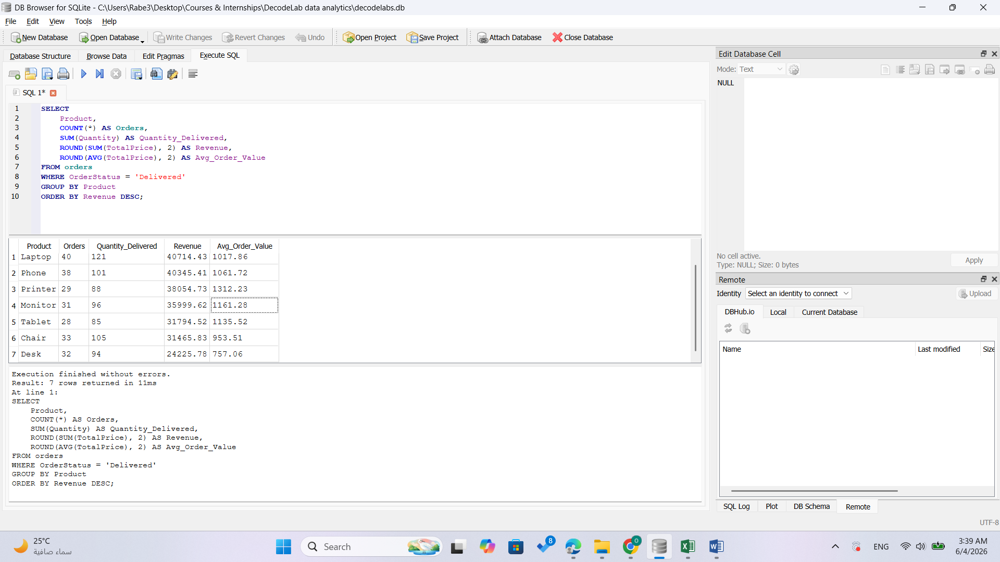 DB Browser for SQLite - C:\Users\Rabe3\Desktop\Courses & Internships\DecodeLab data analytics\decodelabs.db
File Edit View Tools Help
New Database Open Database Write Changes Revert Changes Undo Open Project Save Project Attach Database Close Database
Database Structure Browse Data Edit Pragmas Execute SQL
SQL 1*
1 SELECT
2 Product,
3 COUNT(*) AS Orders,
4 SUM(Quantity) AS Quantity_Delivered,
5 ROUND(SUM(TotalPrice), 2) AS Revenue,
6 ROUND(AVG(TotalPrice), 2) AS Avg_Order_Value
7 FROM orders
8 WHERE OrderStatus = 'Delivered'
9 GROUP BY Product
10 ORDER BY Revenue DESC;
Product Orders Quantity_Delivered Revenue Avg_Order_Value
1 Laptop 40 121 40714.43 1017.86
2 Phone 38 101 40345.41 1061.72
3 Printer 29 88 38054.73 1312.23
4 Monitor 31 96 35999.62 1161.28
5 Tablet 28 85 31794.52 1135.52
6 Chair 33 105 31465.83 953.51
7 Desk 32 94 24225.78 757.06
Execution finished without errors.
Result: 7 rows returned in 11ms
At line 1:
SELECT
Product,
COUNT(*) AS Orders,
SUM(Quantity) AS Quantity_Delivered,
ROUND(SUM(TotalPrice), 2) AS Revenue,
ROUND(AVG(TotalPrice), 2) AS Avg_Order_Value
FROM orders
WHERE OrderStatus = 'Delivered'
GROUP BY Product
ORDER BY Revenue DESC;
Edit Database Cell
Mode: Text
NULL
No cell active.
Type: NULL; Size: 0 bytes
Apply
Remote
Identity Select an identity to connect Upload
DBHub.io Local Current Database
Name Last modified Size
SQL Log Plot DB Schema Remote
UTF-8
25°C
سماء صافية
Search
8
ENG
3:39 AM
6/4/2026